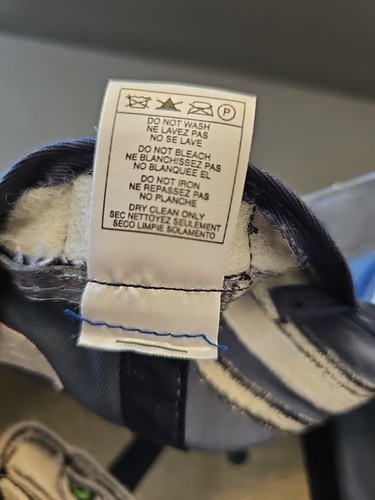 P
DO NOT WASH
NE LAVEZ PAS
NO SE LAVE
DO NOT BLEACH
NE BLANCHISSEZ PAS
NO BLANQUEE EL
DO NOT IRON
NE REPASSEZ PAS
NO PLANCHE
DRY CLEAN ONLY
SEC NETTOYEZ SEULEMENT
SECO LIMPIE SOLAMENTO